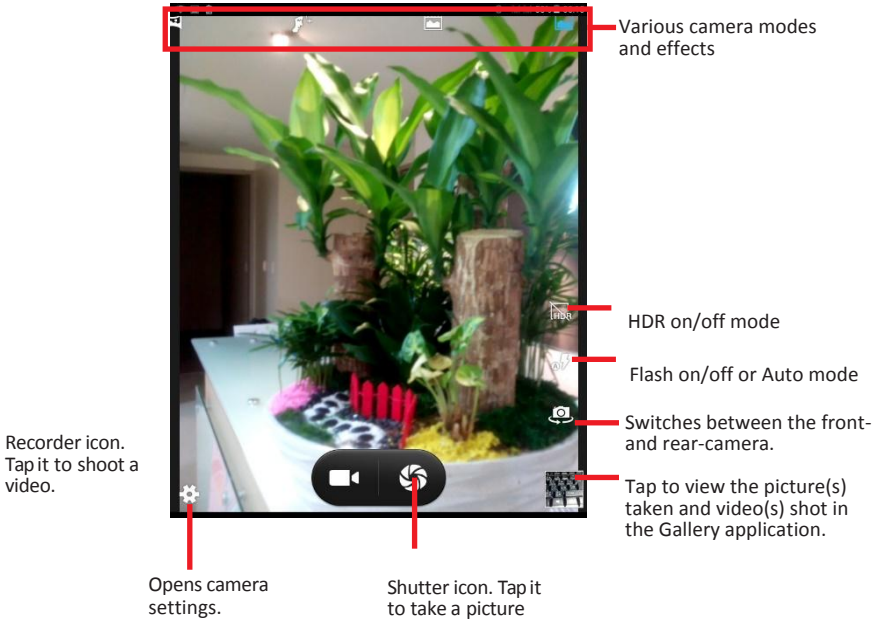 Various camera modes
and effects
HDR
HDR on/off mode
Flash on/off or Auto mode
Switches between the front-
and rear-camera.
Recorder icon.
Tap it to shoot a
video.
Tap to view the picture(s)
taken and video(s) shot in
the Gallery application.
Opens camera
settings.
Shutter icon. Tap it
to take a picture